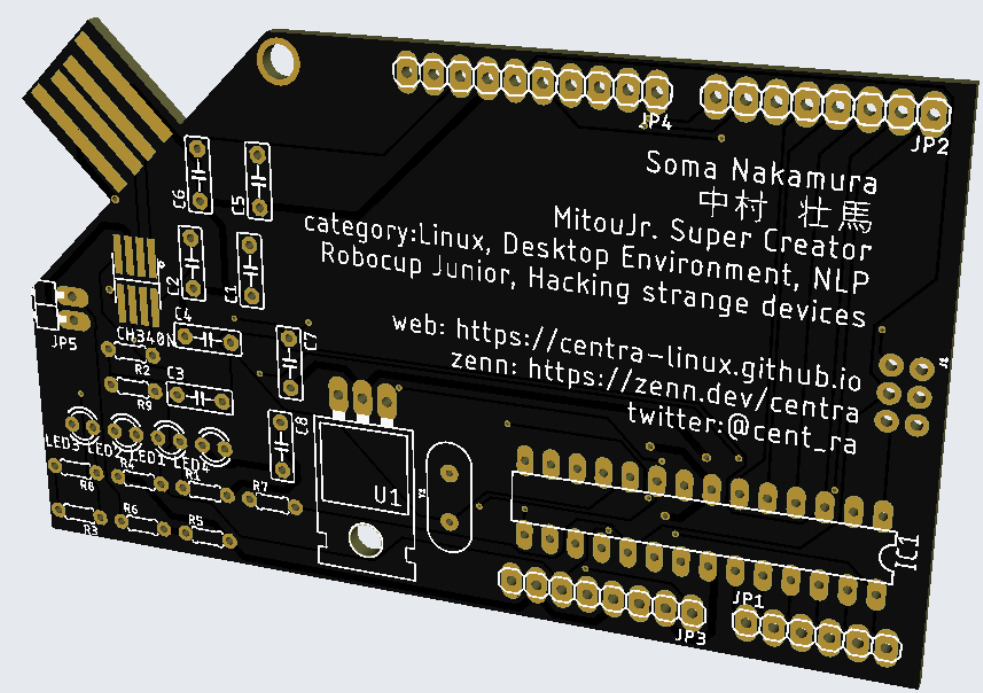 JP4
JP2
Soma Nakamura
中村 壮馬
MitouJr. Super Creator
category:Linux, Desktop Environment, NLP
Robocup Junior, Hacking strange devices
web: https://centra-linux.github.io
zenn: https://zenn.dev/centra
twitter:@cent_ra
C6
C5
C2
C1
C4
CH340N
JP5
R2
C7
C3
R9
C8
LED3 LED2 LED1 LED4
R8
R4
R1
R7
R3
R6
R5
U1
IC1
JP1
JP3